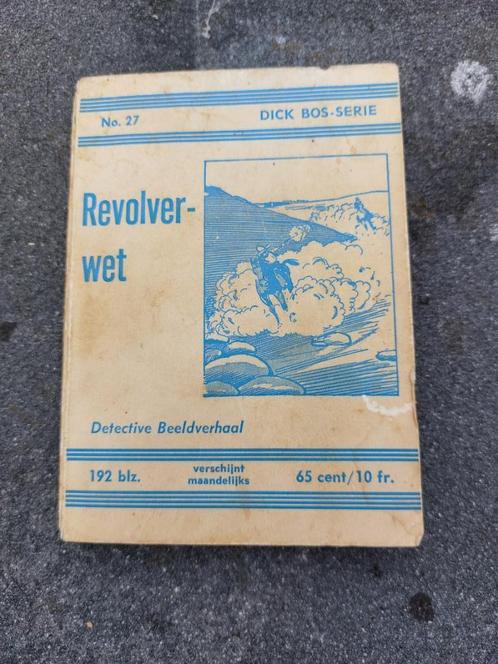 No. 27
DICK BOS-SERIE
Revolver-
wet
Detective Beeldverhaal
192 blz.
verschijnt
maandelijks
65 cent/10 fr.